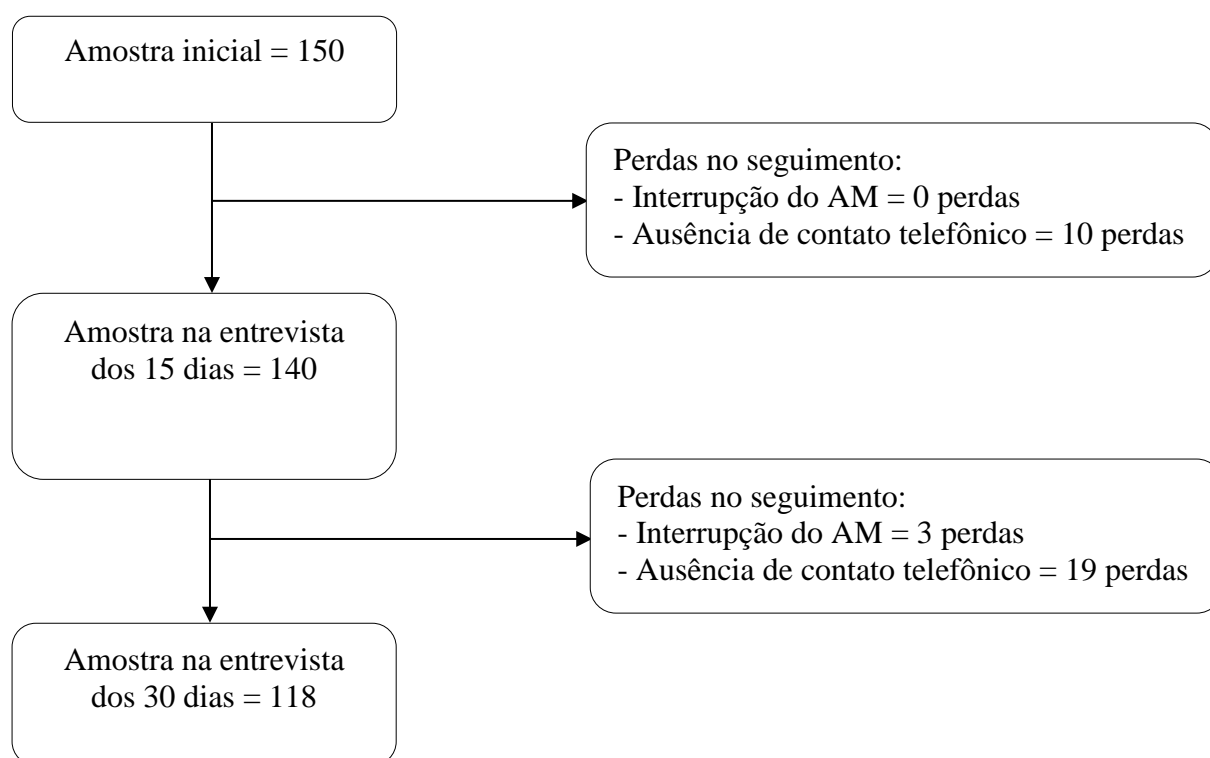 Amostra inicial = 150
Perdas no seguimento:
- Interrupção do AM = 0 perdas
- Ausência de contato telefônico = 10 perdas
Amostra na entrevista
dos 15 dias = 140
Perdas no seguimento:
- Interrupção do AM = 3 perdas
- Ausência de contato telefônico = 19 perdas
Amostra na entrevista
dos 30 dias = 118